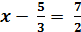 x − 5/3 = 7/2